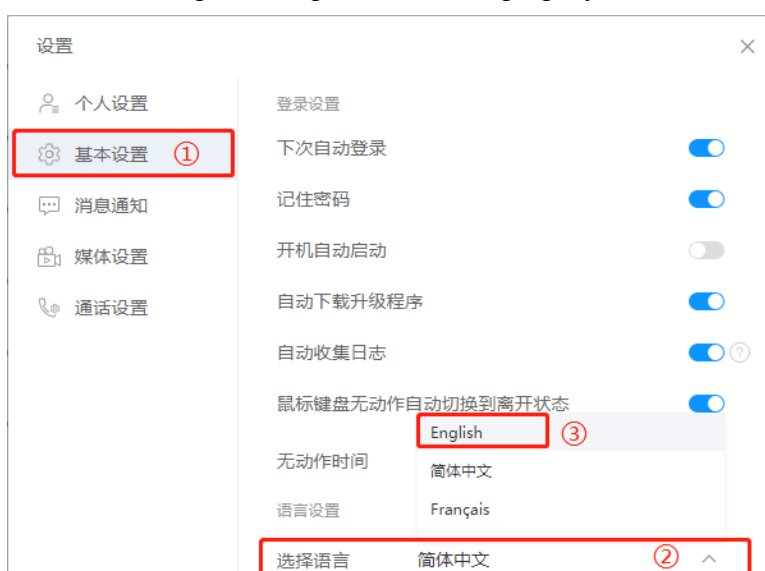 设置
个人设置
基本设置 ①
消息通知
媒体设置
通话设置
登录设置
下次自动登录
记住密码
开机自动启动
自动下载升级程序
自动收集日志
?
鼠标键盘无动作自动切换到离开状态
无动作时间
English ③
简体中文
Français
语言设置
选择语言 简体中文 ②